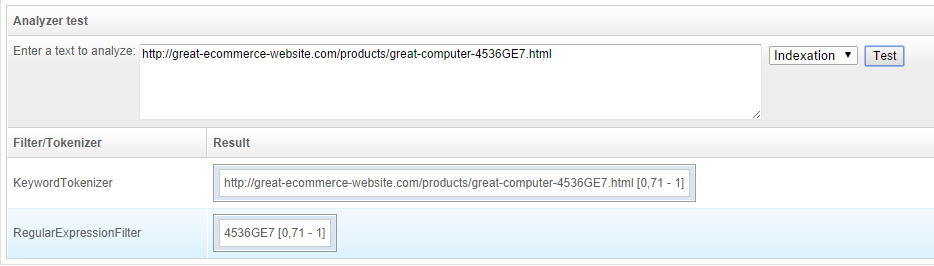 Analyzer test
Enter a text to analyze: http://great-ecommerce-website.com/products/great-computer-4536GE7.html Indexation Test
Filter/Tokenizer Result
KeywordTokenizer http://great-ecommerce-website.com/products/great-computer-4536GE7.html [0,71 - 1]
RegularExpressionFilter 4536GE7 [0,71 - 1]